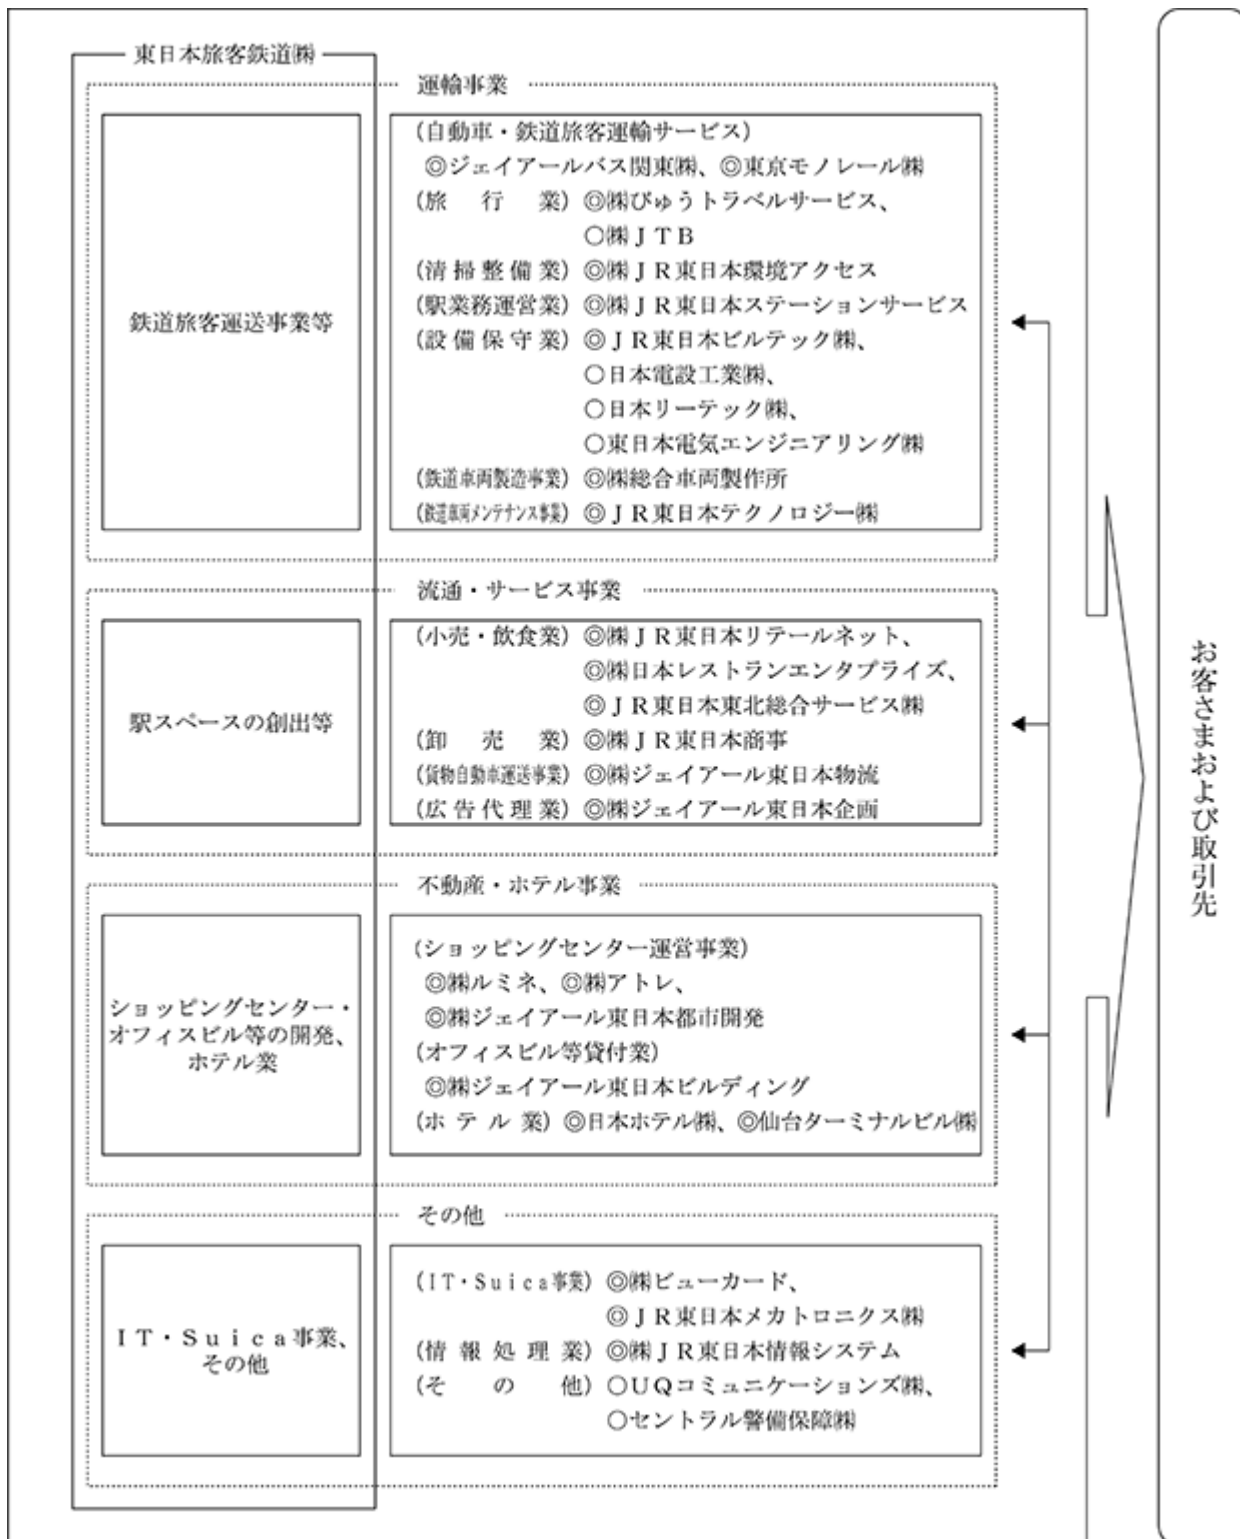 東日本旅客鉄道㈱
運輸事業
鉄道旅客運送事業等
(自動車・鉄道旅客運輸サービス)
◎ジェイアールバス関東㈱、◎東京モノレール㈱
(旅行業) ◎㈱びゅうトラベルサービス、
○㈱ＪＴＢ
(清掃整備業) ◎㈱ＪＲ東日本環境アクセス
(駅業務運営業) ◎㈱ＪＲ東日本ステーションサービス
(設備保守業) ◎ＪＲ東日本ビルテック㈱、
○日本電設工業㈱、
○日本リーテック㈱、
○東日本電気エンジニアリング㈱
(鉄道車両製造事業) ◎㈱総合車両製作所
(鉄道車両メンテナンス事業) ◎ＪＲ東日本テクノロジー㈱
流通・サービス事業
駅スペースの創出等
(小売・飲食業) ◎㈱ＪＲ東日本リテールネット、
◎㈱日本レストランエンタプライズ、
◎ＪＲ東日本東北総合サービス㈱
(卸売業) ◎㈱ＪＲ東日本商事
(貨物自動車運送事業) ◎㈱ジェイアール東日本物流
(広告代理業) ◎㈱ジェイアール東日本企画
不動産・ホテル事業
ショッピングセンター・
オフィスビル等の開発、
ホテル業
(ショッピングセンター運営事業)
◎㈱ルミネ、◎㈱アトレ、
◎㈱ジェイアール東日本都市開発
(オフィスビル等貸付業)
◎㈱ジェイアール東日本ビルディング
(ホテル業) ◎日本ホテル㈱、◎仙台ターミナルビル㈱
その他
ＩＴ・Ｓｕｉｃａ事業、
その他
(ＩＴ・Ｓｕｉｃａ事業) ◎㈱ビューカード、
◎ＪＲ東日本メカトロニクス㈱
(情報処理業) ◎㈱ＪＲ東日本情報システム
(その他) ○ＵＱコミュニケーションズ㈱、
○セントラル警備保障㈱
お客さまおよび取引先